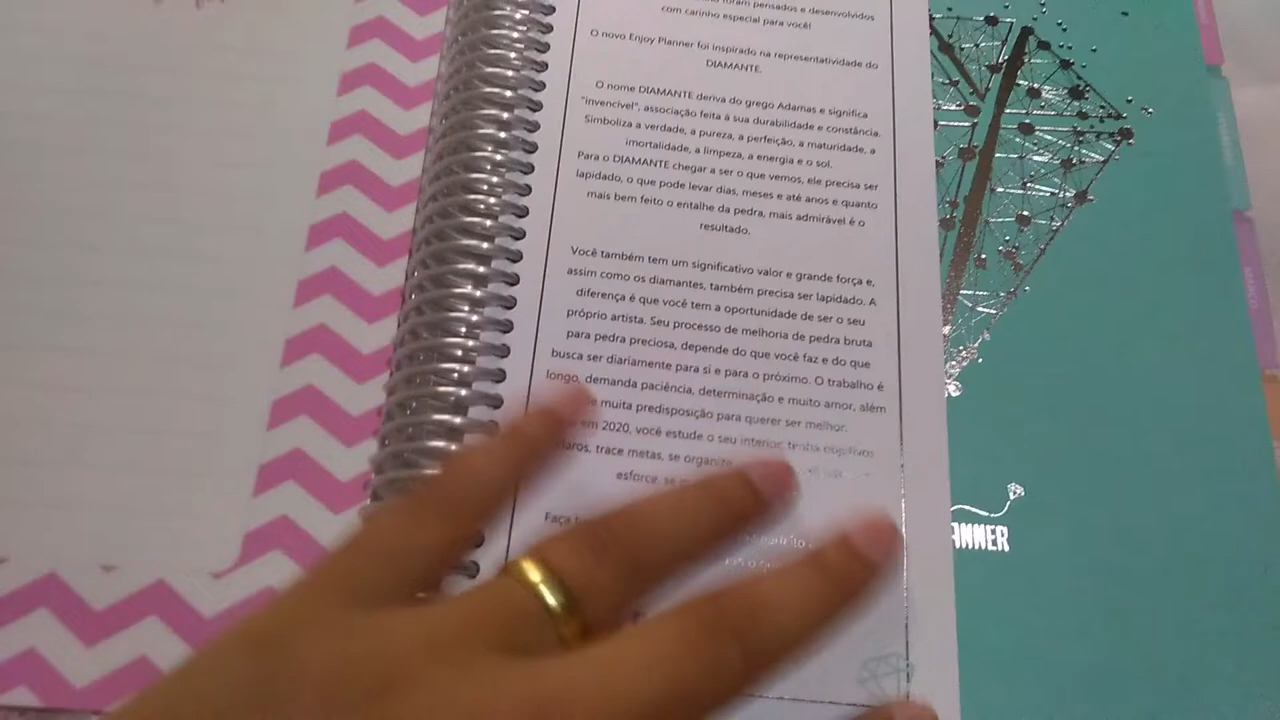 foram pensados e desenvolvidos
com carinho especial para você!
O novo Enjoy Planner foi inspirado na representatividade do
DIAMANTE.
O nome DIAMANTE deriva do grego Adamas e significa
"invencível", associação feita á sua durabilidade e constância.
Simboliza a verdade, a pureza, a perfeição, a maturidade, a
imortalidade, a limpeza, a energia e o sol.
Para o DIAMANTE chegar a ser o que vemos, ele precisa ser
lapidado, o que pode levar dias, meses e até anos e quanto
mais bem feito o entalhe da pedra, mais admirável é o
resultado.
Você também tem um significativo valor e grande força e,
assim como os diamantes, também precisa ser lapidado. A
diferença é que você tem a oportunidade de ser o seu
próprio artista. Seu processo de melhoria de pedra bruta
para pedra preciosa, depende do que você faz e do que
busca ser diariamente para si e para o próximo. O trabalho é
longo, demanda paciência, determinação e muito amor, além
de muita predisposição para querer ser melhor.
em 2020, você estude o seu interior, tenha objetivos
claros, trace metas, se organize
esforce, se
Faça
ANNER
MARÇO